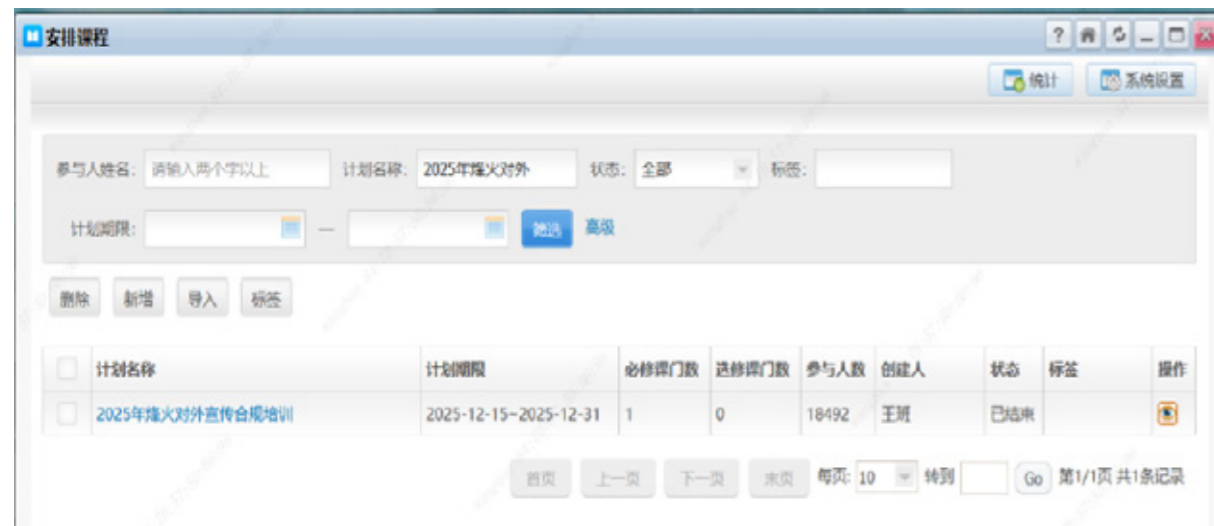 安排课程
统计 系统设置
参与人姓名: 请输入两个字以上 计划名称: 2025年烽火对外 状态: 全部 标签:
计划期限: — 筛选 高级
删除 新增 导入 标签
计划名称 计划期限 必修课门数 选修课门数 参与人数 创建人 状态 标签 操作
2025年烽火对外宣传合规培训 2025-12-15~2025-12-31 1 0 18492 王班 已结束
首页 上一页 下一页 末页 每页: 10 转到 Go 第1/1页 共1条记录